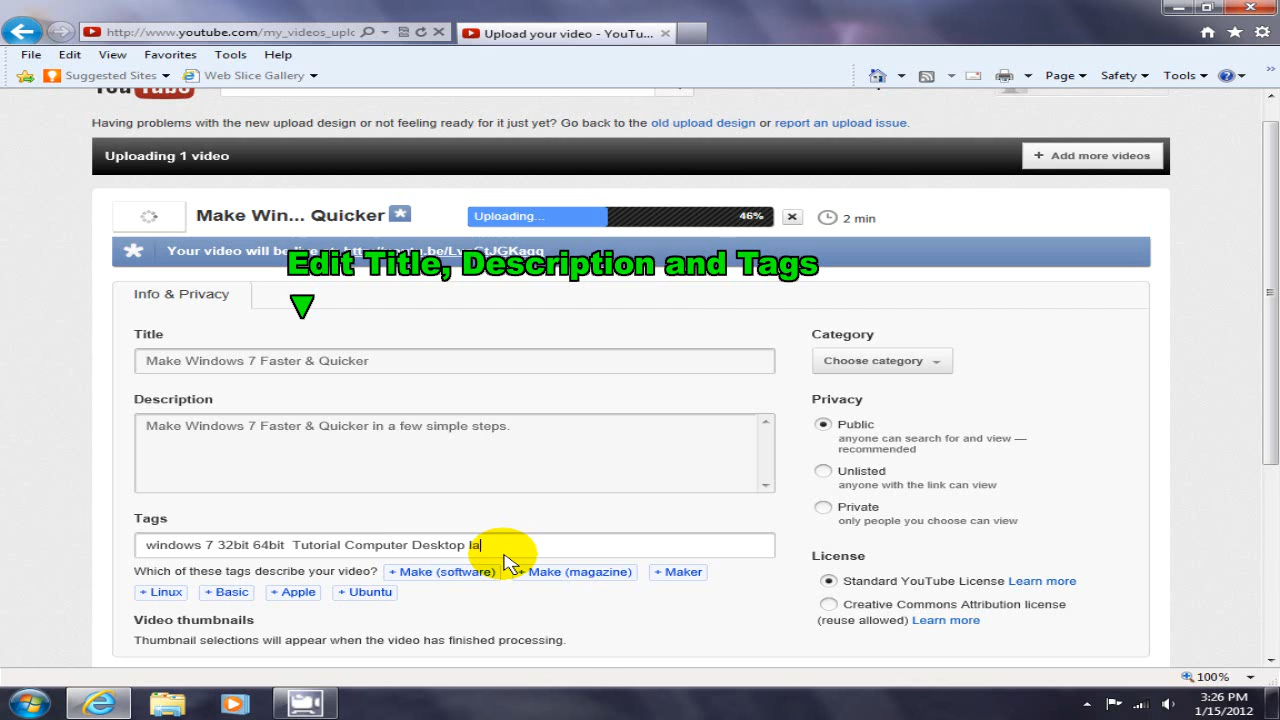 http://www.youtube.com/my_videos_uplo
Upload your video - YouTu...
File Edit View Favorites Tools Help
Suggested Sites Web Slice Gallery Page Safety Tools
Having problems with the new upload design or not feeling ready for it just yet? Go back to the old upload design or report an upload issue.
Uploading 1 video + Add more videos
Make Win... Quicker Uploading... 46% 2 min
Your video will be
Edit Title, Description and Tags
Info & Privacy
Title
Make Windows 7 Faster & Quicker
Description
Make Windows 7 Faster & Quicker in a few simple steps.
Tags
windows 7 32bit 64bit Tutorial Computer Desktop la
Which of these tags describe your video? + Make (software) + Make (magazine) + Maker
+ Linux + Basic + Apple + Ubuntu
Video thumbnails
Thumbnail selections will appear when the video has finished processing.
Category
Choose category
Privacy
Public
anyone can search for and view —
recommended
Unlisted
anyone with the link can view
Private
only people you choose can view
License
Standard YouTube License Learn more
Creative Commons Attribution license
(reuse allowed) Learn more
100%
3:26 PM
1/15/2012